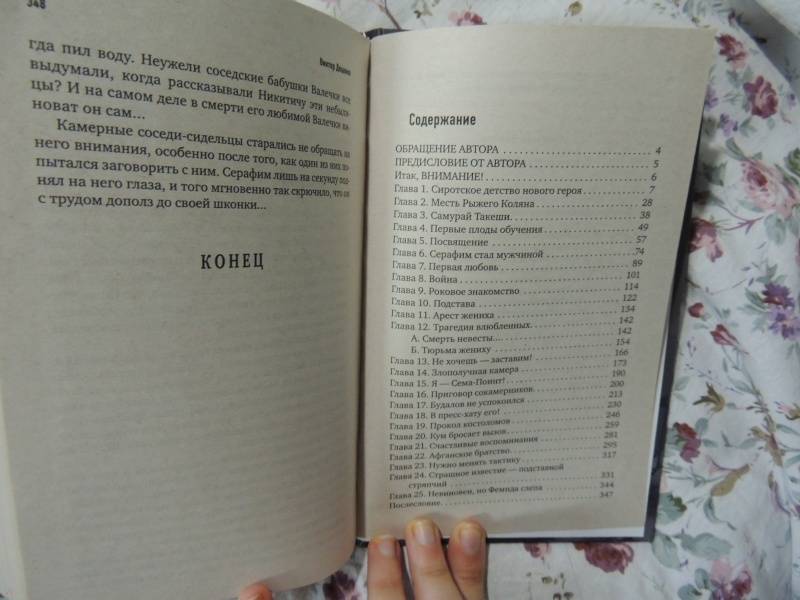 348
Виктор Доценко
гда пил воду. Неужели соседские бабушки Валечки все
выдумали, когда рассказывали Никитичу эти небыли-
цы? И на самом деле в смерти его любимой Валечки ви-
новат он сам...
Камерные соседи-сидельцы старались не обращать на
него внимания, особенно после того, как один из них по-
пытался заговорить с ним. Серафим лишь на секунду под-
нял на него глаза, и того мгновенно так скрючило, что он
с трудом дополз до своей шконки...
КОНЕЦ
Содержание
ОБРАЩЕНИЕ АВТОРА 4
ПРЕДИСЛОВИЕ ОТ АВТОРА 5
Итак, ВНИМАНИЕ! 6
Глава 1. Сиротское детство нового героя 7
Глава 2. Месть Рыжего Коляна 28
Глава 3. Самурай Такеши 38
Глава 4. Первые плоды обучения 49
Глава 5. Посвящение 57
Глава 6. Серафим стал мужчиной 74
Глава 7. Первая любовь 89
Глава 8. Война 101
Глава 9. Роковое знакомство 114
Глава 10. Подстава 122
Глава 11. Арест жениха 134
Глава 12. Трагедия влюбленных 142
А. Смерть невесты 142
Б. Тюрьма жениху 154
Глава 13. Не хочешь — заставим! 166
Глава 14. Злополучная камера 173
Глава 15. Я — Сема-Поинт! 190
Глава 16. Приговор сокамерников 200
Глава 17. Будалов не успокоился 213
Глава 18. В пресс-хату его! 230
Глава 19. Прокол костоломов 246
Глава 20. Кум бросает вызов 259
Глава 21. Счастливые воспоминания 281
Глава 22. Афганское братство 295
Глава 23. Нужно менять тактику 317
Глава 24. Страшное известие — подставной
стряпчий 331
Глава 25. Невиновен, но Фемида слепа 344
Послесловие 347